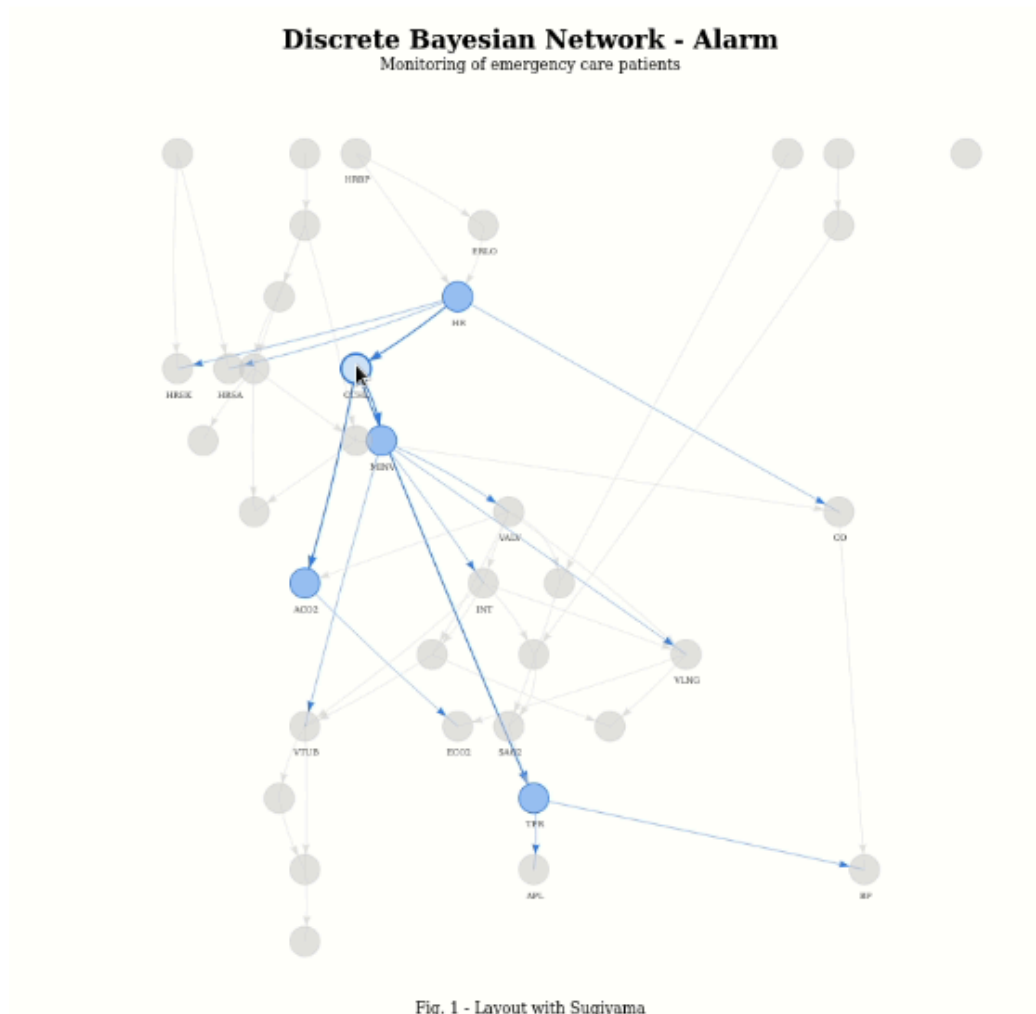 Discrete Bayesian Network - Alarm
Monitoring of emergency care patients
HRBP
ERLO
HR
HREK
HRSA
MINV
VALV
CO
ACO2
INT
VLNG
VTUB
ECO2
SAO2
TPR
APL
BP
Fig. 1 - Layout with Sugiyama